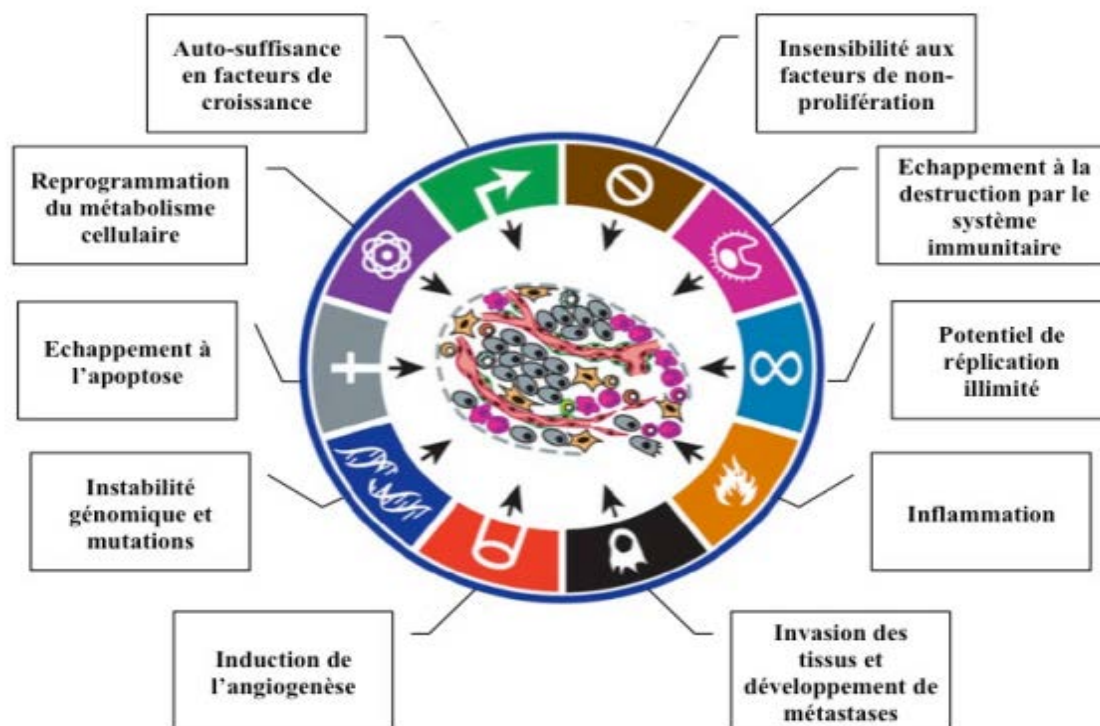 Auto-suffisance
en facteurs de
croissance
Insensibilité aux
facteurs de non-
prolifération
Reprogrammation
du métabolisme
cellulaire
Echappement à la
destruction par le
système
immunitaire
Echappement à
l'apoptose
Potentiel de
réplication
illimité
Instabilité
génomique et
mutations
Inflammation
Induction de
l'angiogenèse
Invasion des
tissus et
développement de
métastases